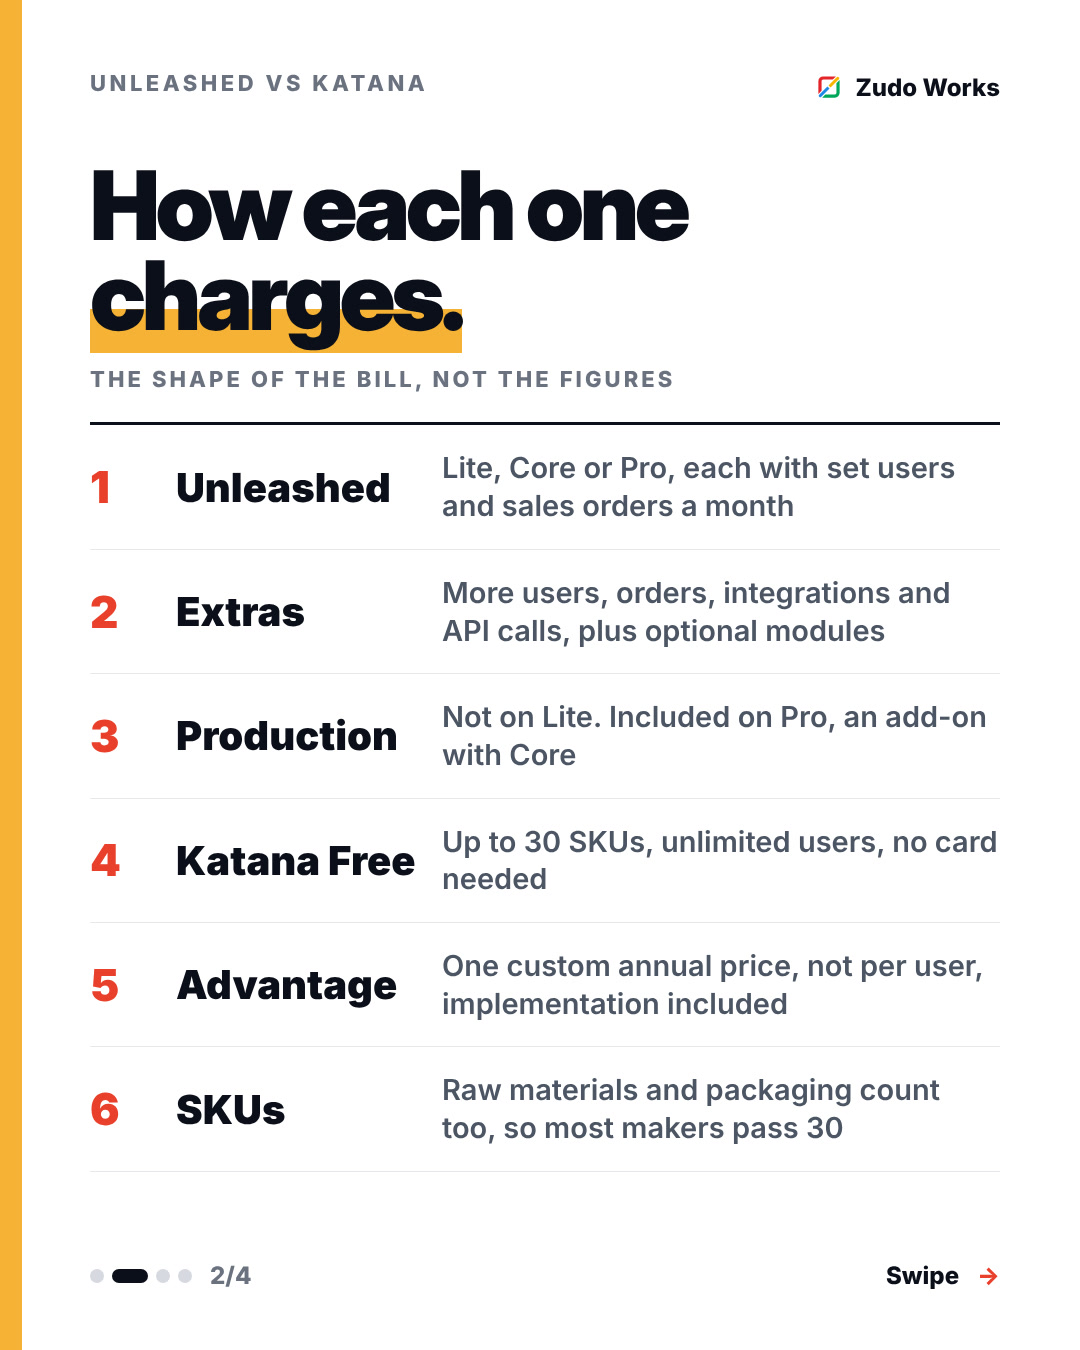 UNLEASHED VS KATANA
Zudo Works
How each one
charges.
THE SHAPE OF THE BILL, NOT THE FIGURES
1 Unleashed
Lite, Core or Pro, each with set users
and sales orders a month
2 Extras
More users, orders, integrations and
API calls, plus optional modules
3 Production
Not on Lite. Included on Pro, an add-on
with Core
4 Katana Free
Up to 30 SKUs, unlimited users, no card
needed
5 Advantage
One custom annual price, not per user,
implementation included
6 SKUs
Raw materials and packaging count
too, so most makers pass 30
2/4
Swipe →